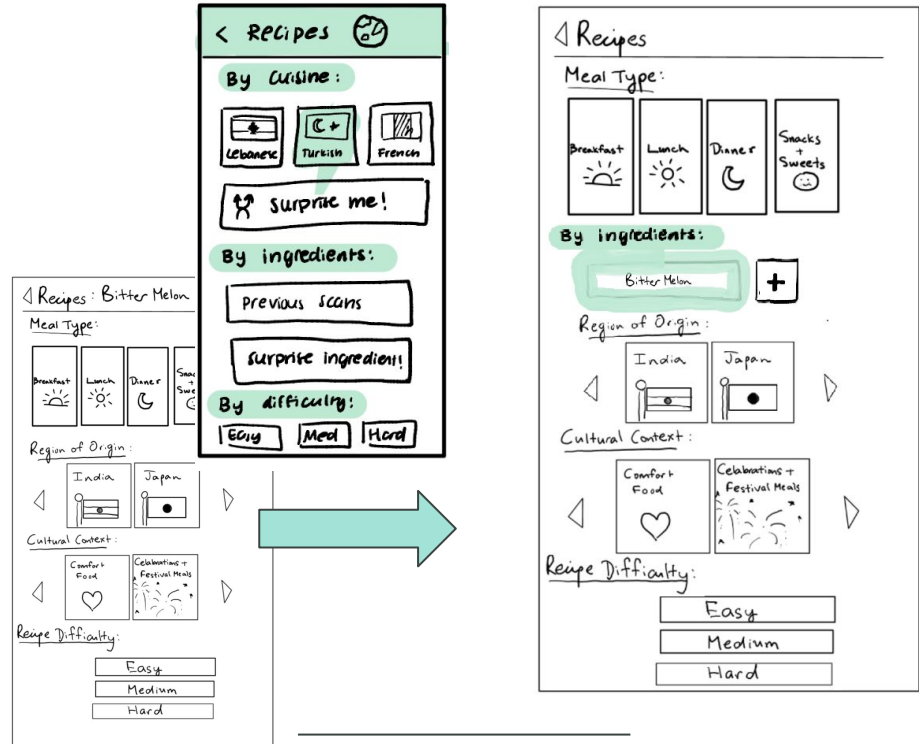 < Recipes
By cuisine:
Lebanese Turkish French
Surprise me!
By ingredients:
Previous scans
Surprise ingredient!
By difficulty:
Easy Med Hard
Recipes: Bitter Melon
Meal Type:
Breakfast Lunch Dinner
Region of Origin:
India Japan
Cultural Context:
Comfort Food
Celebrations + Festival Meals
Recipe Difficulty:
Easy
Medium
Hard
Recipes
Meal Type:
Breakfast Lunch Dinner Snacks + Sweets
By ingredients:
Bitter Melon +
Region of Origin:
India Japan
Cultural Context:
Comfort Food
Celabrations + Festival Meals
Recipe Difficulty:
Easy
Medium
Hard